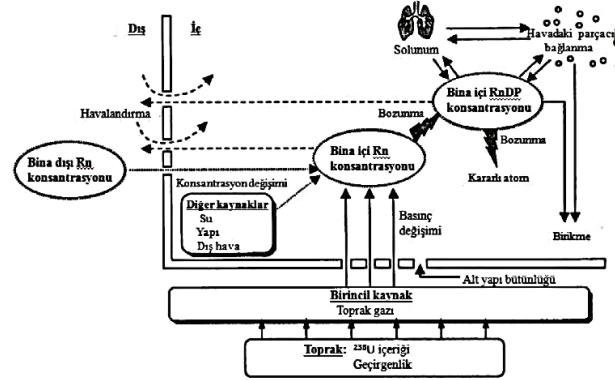 Dış İç
Solunum
Havadaki parçacığa
bağlanma
Havalandırma
Bozunma
Bina içi RnDP
konsantrasyonu
Bozunma
Kararlı atom
Bina dışı Rn
konsantrasyonu
Bina içi Rn
konsantrasyonu
Konsantrasyon değişimi
Diğer kaynaklar
Su
Yapı
Dış hava
Basınç
değişimi
Birikme
Alt yapı bütünlüğü
Birincil kaynak
Toprak gazı
Toprak: ²³⁸U içeriği
Geçirgenlik